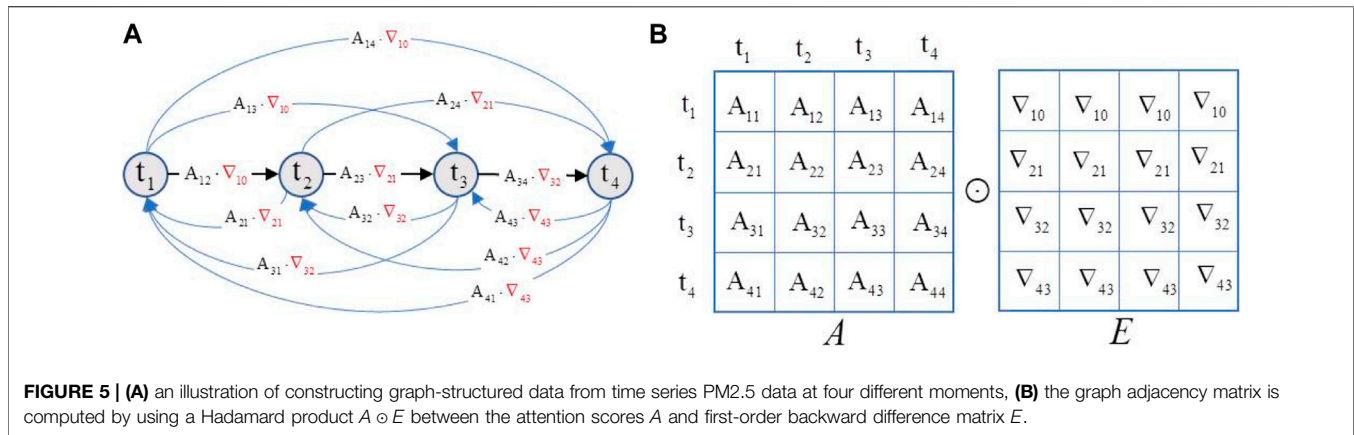 A
B
A₁₄ · ∇₁₀
A₁₃ · ∇₁₀
A₂₄ · ∇₂₁
t₁
A₁₂ · ∇₁₀
t₂
A₂₃ · ∇₂₁
t₃
A₃₄ · ∇₃₂
t₄
A₂₁ · ∇₂₁
A₃₂ · ∇₃₂
A₄₃ · ∇₄₃
A₃₁ · ∇₃₂
A₄₂ · ∇₄₃
A₄₁ · ∇₄₃
t₁ t₂ t₃ t₄
t₁ A₁₁ A₁₂ A₁₃ A₁₄
t₂ A₂₁ A₂₂ A₂₃ A₂₄
t₃ A₃₁ A₃₂ A₃₃ A₃₄
t₄ A₄₁ A₄₂ A₄₃ A₄₄
A
⊙
∇₁₀ ∇₁₀ ∇₁₀ ∇₁₀
∇₂₁ ∇₂₁ ∇₂₁ ∇₂₁
∇₃₂ ∇₃₂ ∇₃₂ ∇₃₂
∇₄₃ ∇₄₃ ∇₄₃ ∇₄₃
E
FIGURE 5 | (A) an illustration of constructing graph-structured data from time series PM2.5 data at four different moments, (B) the graph adjacency matrix is
computed by using a Hadamard product A ⊙ E between the attention scores A and first-order backward difference matrix E.